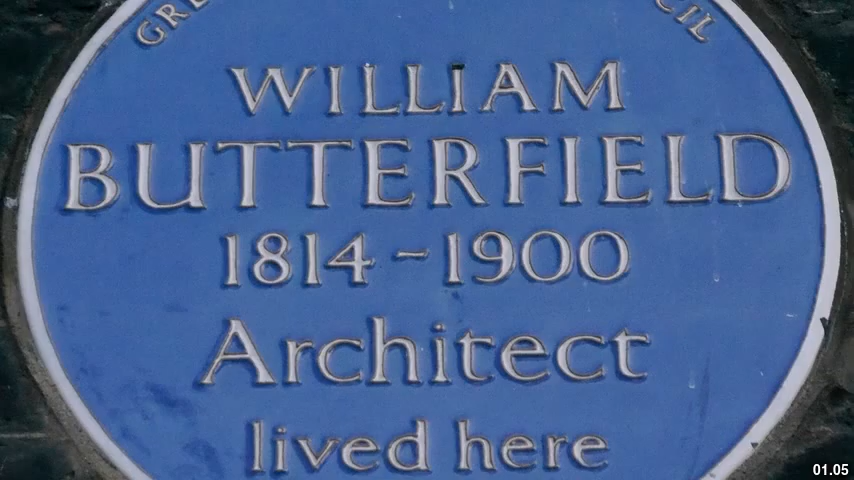 WILLIAM
BUTTERFIELD
1814-1900
Architect
lived here
01.05